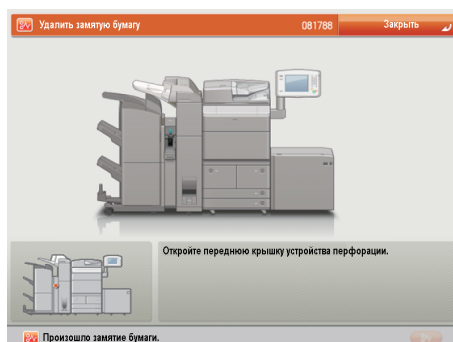 Удалить замятую бумагу
081788
Закрыть
Откройте переднюю крышку устройства перфорации.
Произошло замятие бумаги.